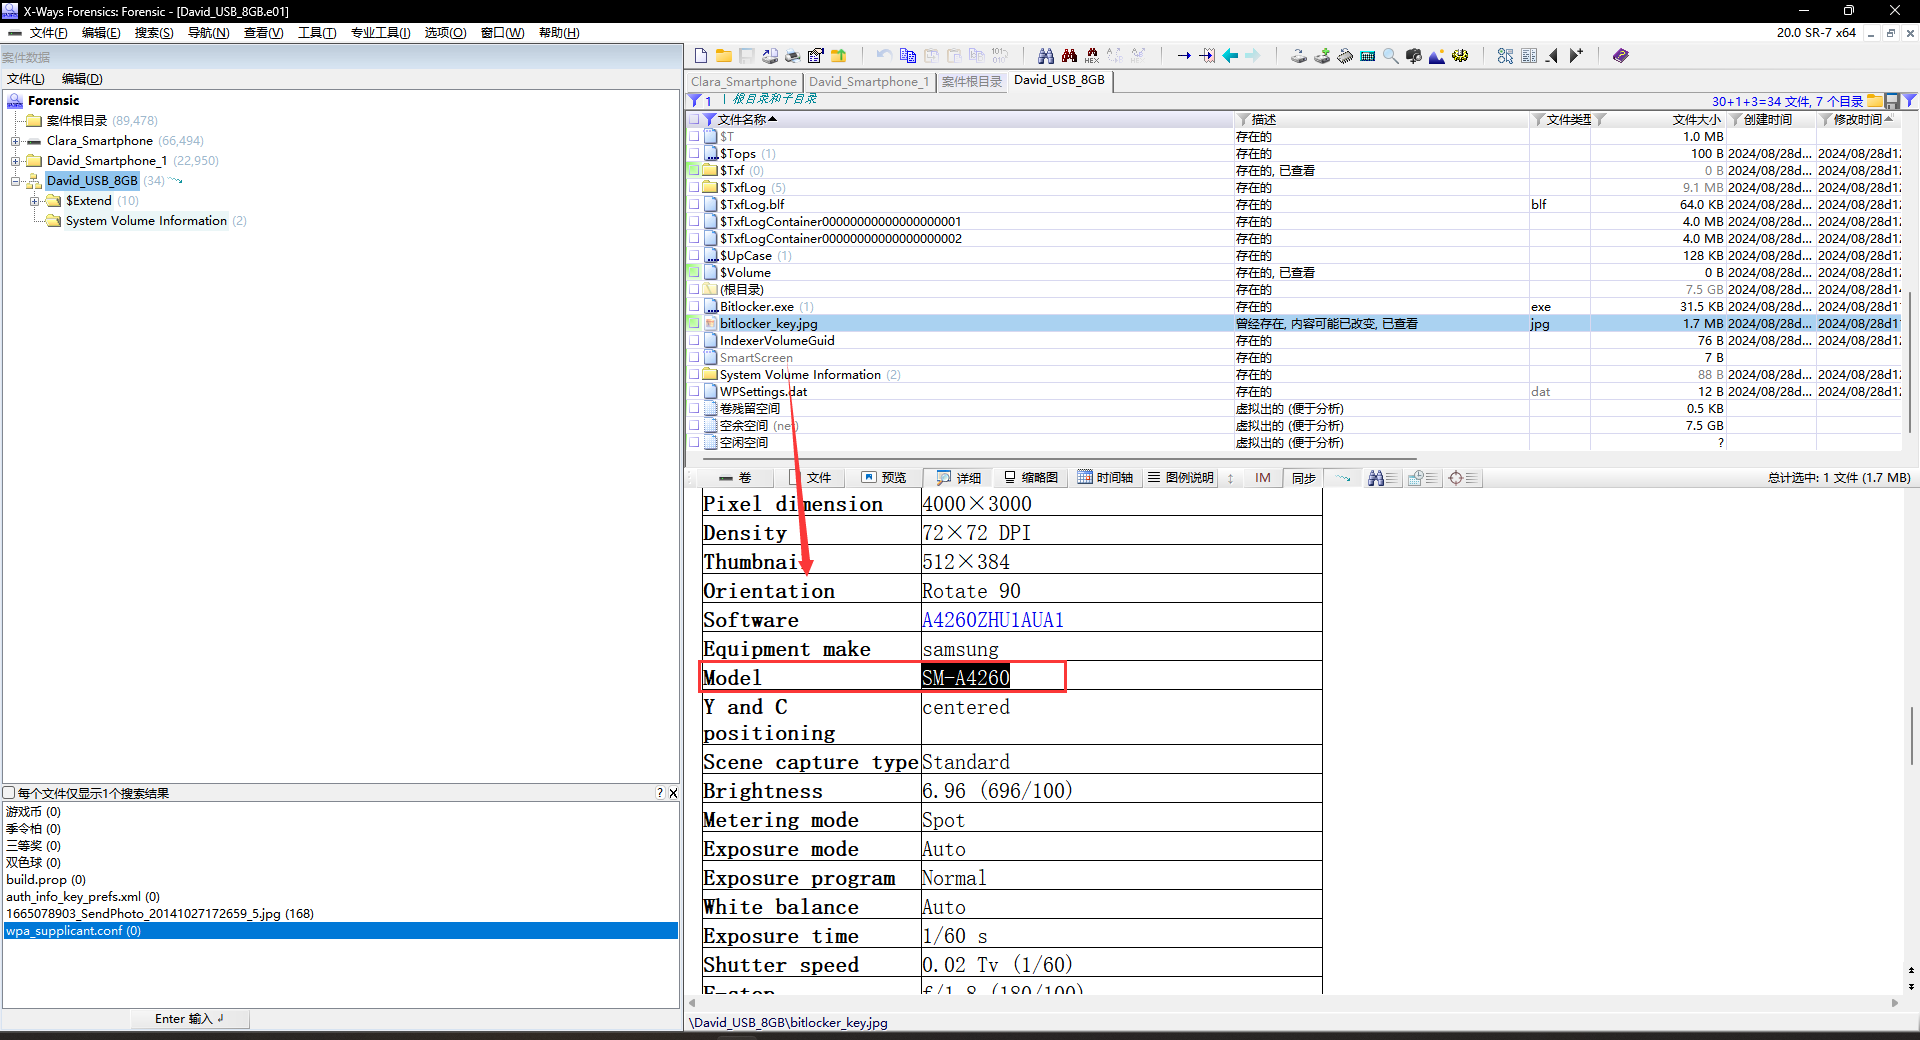 X-Ways Forensics: Forensic - [David_USB_8GB.e01]
文件(F) 编辑(E) 搜索(S) 导航(N) 查看(V) 工具(T) 专业工具(I) 选项(O) 窗口(W) 帮助(H)
20.0 SR-7 x64
案件数据
文件(L) 编辑(D)
Forensic
案件根目录 (89,478)
Clara_Smartphone (66,494)
David_Smartphone_1 (22,950)
David_USB_8GB (34)
$Extend (10)
System Volume Information (2)
每个文件仅显示1个搜索结果
? X
游戏币 (0)
季令柏 (0)
三等奖 (0)
双色球 (0)
build.prop (0)
auth_info_key_prefs.xml (0)
1665078903_SendPhoto_20141027172659_5.jpg (168)
wpa_supplicant.conf (0)
Enter 输入 ↲
Clara_Smartphone David_Smartphone_1 案件根目录 David_USB_8GB
1 根目录和子目录
30+1+3=34 文件, 7 个目录
文件名称 描述 文件类型 文件大小 创建时间 修改时间
$T 存在的 1.0 MB
$Tops (1) 存在的 100 B 2024/08/28d... 2024/08/28d1
$Txf (0) 存在的, 已查看 0 B 2024/08/28d... 2024/08/28d1
$TxfLog (5) 存在的 9.1 MB 2024/08/28d... 2024/08/28d1
$TxfLog.blf 存在的 blf 64.0 KB 2024/08/28d... 2024/08/28d1
$TxfLogContainer00000000000000000001 存在的 4.0 MB 2024/08/28d... 2024/08/28d1
$TxfLogContainer00000000000000000002 存在的 4.0 MB 2024/08/28d... 2024/08/28d1
$UpCase (1) 存在的 128 KB 2024/08/28d... 2024/08/28d1
$Volume 存在的, 已查看 0 B 2024/08/28d... 2024/08/28d1
(根目录) 存在的 7.5 GB 2024/08/28d... 2024/08/28d1
Bitlocker.exe (1) 存在的 exe 31.5 KB 2024/08/28d... 2024/08/28d1
bitlocker_key.jpg 曾经存在, 内容可能已改变, 已查看 jpg 1.7 MB 2024/08/28d... 2024/08/28d1
IndexerVolumeGuid 存在的 76 B 2024/08/28d... 2024/08/28d1
SmartScreen 存在的 7 B
System Volume Information (2) 存在的 88 B 2024/08/28d... 2024/08/28d1
WPSettings.dat 存在的 dat 12 B 2024/08/28d... 2024/08/28d1
卷残留空间 虚拟出的 (便于分析) 0.5 KB
空余空间 (net) 虚拟出的 (便于分析) 7.5 GB
空闲空间 虚拟出的 (便于分析) ?
卷 文件 预览 详细 缩略图 时间轴 图例说明 IM 同步
总计选中: 1 文件 (1.7 MB)
Pixel dimension 4000×3000
Density 72×72 DPI
Thumbnail 512×384
Orientation Rotate 90
Software A4260ZHU1AUA1
Equipment make samsung
Model SM-A4260
Y and C positioning centered
Scene capture type Standard
Brightness 6.96 (696/100)
Metering mode Spot
Exposure mode Auto
Exposure program Normal
White balance Auto
Exposure time 1/60 s
Shutter speed 0.02 Tv (1/60)
F-stop f/1.8 (180/100)
\David_USB_8GB\bitlocker_key.jpg